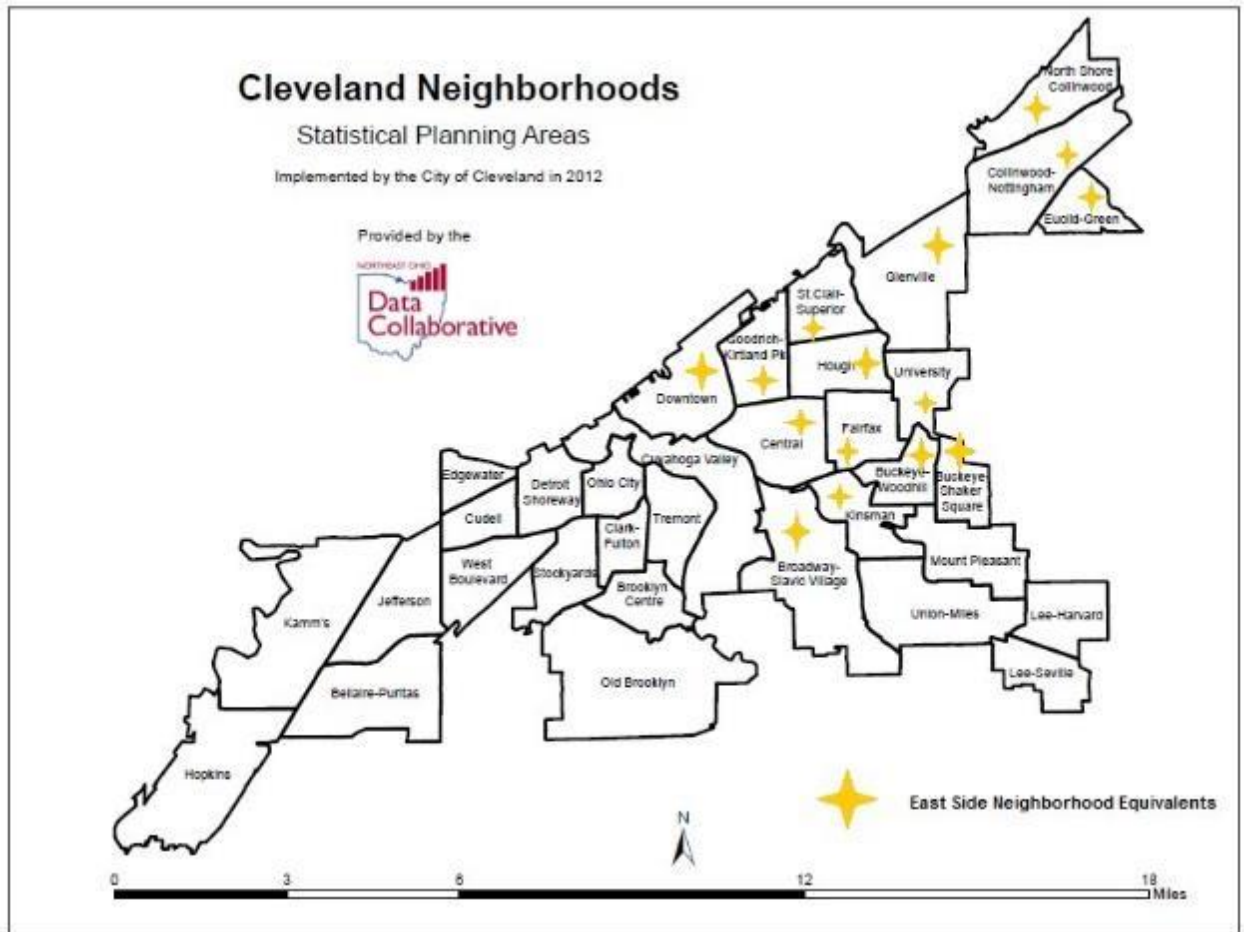 Cleveland Neighborhoods
Statistical Planning Areas
Implemented by the City of Cleveland in 2012
Provided by the
NORTHEAST OHIO
Data
Collaborative
North Shore
Collinwood
Collinwood-
Nottingham
Euclid-Green
Glenville
St.Clair-
Superior
Goodrich-
Kirtland Pk
Hough
University
Downtown
Fairfax
Central
Cuyahoga Valley
Buckeye-
Woodhill
Buckeye-
Shaker
Square
Edgewater
Detroit
Shoreway
Ohio City
Cudell
Clark-
Fulton
Tremont
Kinsman
Mount Pleasant
West
Boulevard
Stockyards
Broadway-
Slavic Village
Brooklyn
Centre
Jefferson
Kamm's
Union-Miles
Lee-Harvard
Lee-Seville
Old Brooklyn
Bellaire-Puritas
Hopkins
East Side Neighborhood Equivalents
N
0 3 6 12 18
Miles